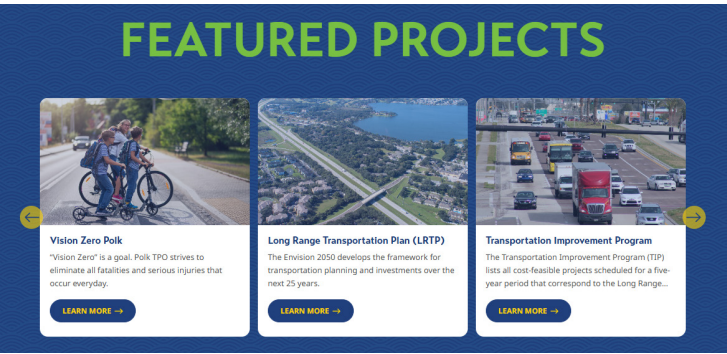 FEATURED PROJECTS
Vision Zero Polk
"Vision Zero" is a goal. Polk TPO strives to
eliminate all fatalities and serious injuries that
occur everyday.
LEARN MORE →
Long Range Transportation Plan (LRTP)
The Envision 2050 develops the framework for
transportation planning and investments over the
next 25 years.
LEARN MORE →
Transportation Improvement Program
The Transportation Improvement Program (TIP)
lists all cost-feasible projects scheduled for a five-
year period that correspond to the Long Range...
LEARN MORE →